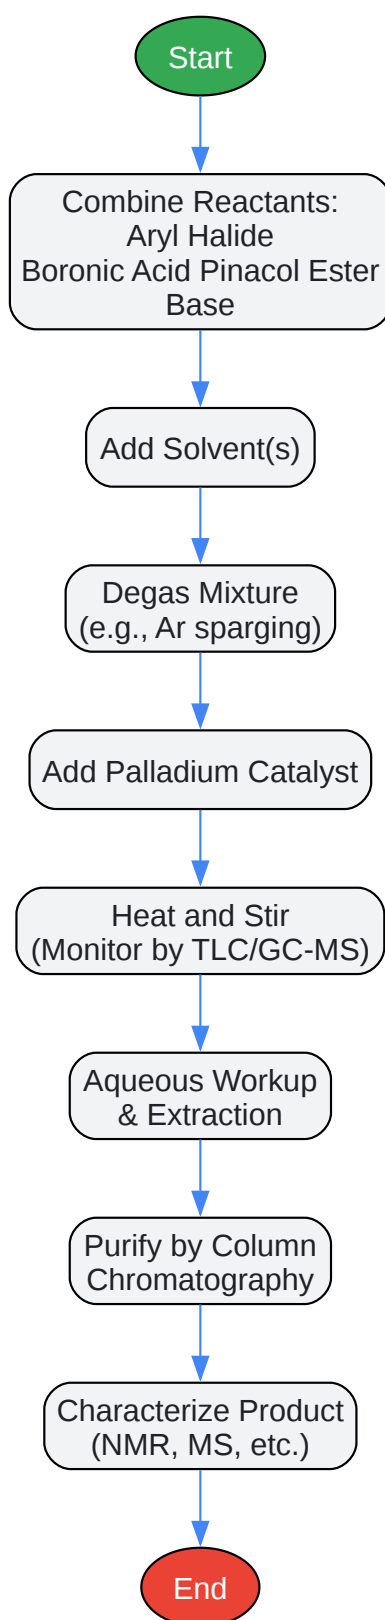 Start
Combine Reactants:
Aryl Halide
Boronic Acid Pinacol Ester
Base
Add Solvent(s)
Degas Mixture
(e.g., Ar sparging)
Add Palladium Catalyst
Heat and Stir
(Monitor by TLC/GC-MS)
Aqueous Workup
& Extraction
Purify by Column
Chromatography
Characterize Product
(NMR, MS, etc.)
End